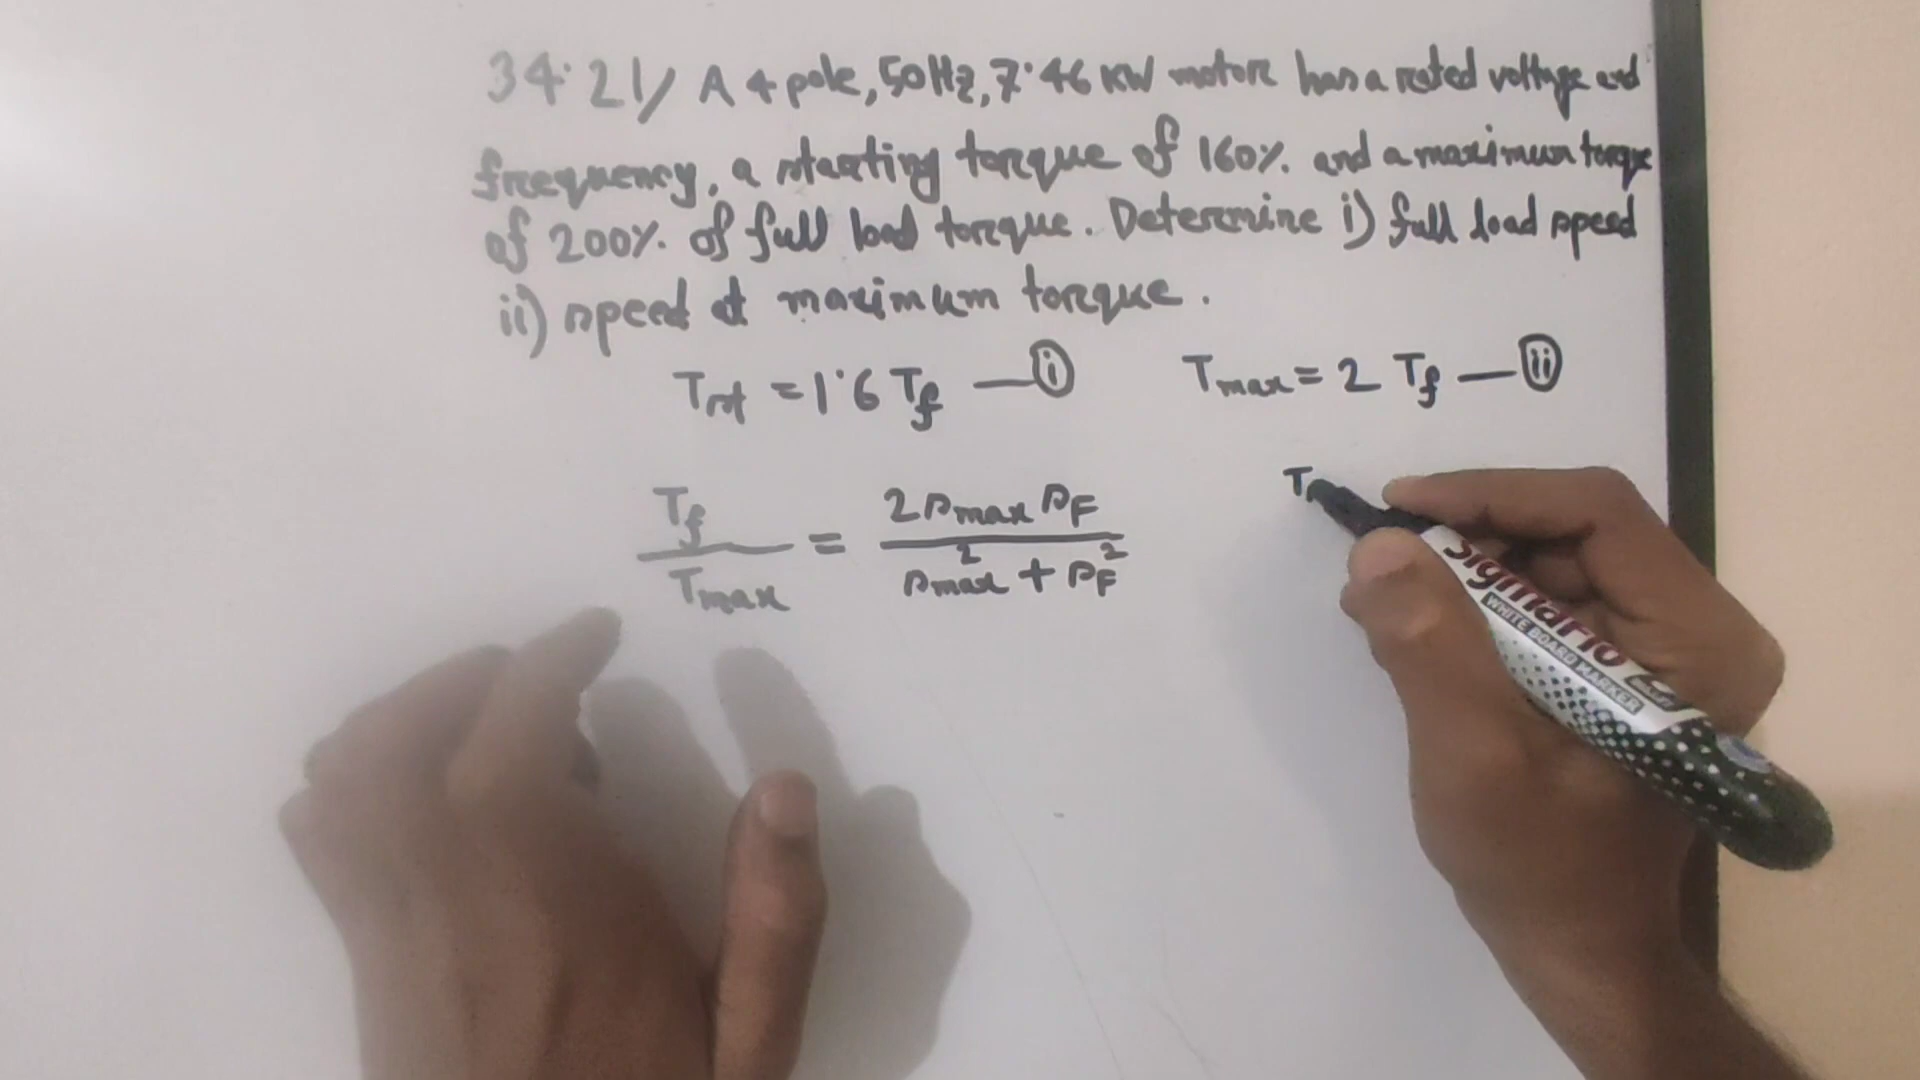 34.21/ A 4 pole, 50Hz, 7.46 KW motor has a rated voltage and
frequency, a starting torque of 160%. and a maximum torque
of 200%. of full load torque. Determine i) full load speed
ii) speed at maximum torque.
Tst = 1.6 Tf — (i) Tmax = 2 Tf — (ii)
Tf / Tmax = 2 smax sF / smax² + sF²
T
Sigmario
WHITE BOARD MARKER